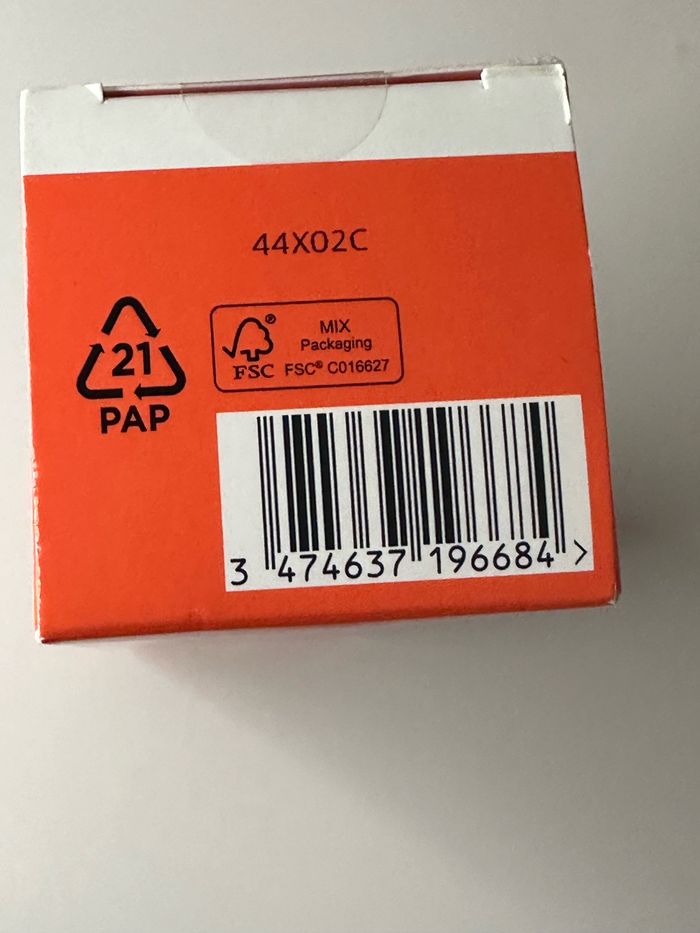 44X02C
21
PAP
®
FSC
MIX
Packaging
FSC® C016627
3 474637 196684 >